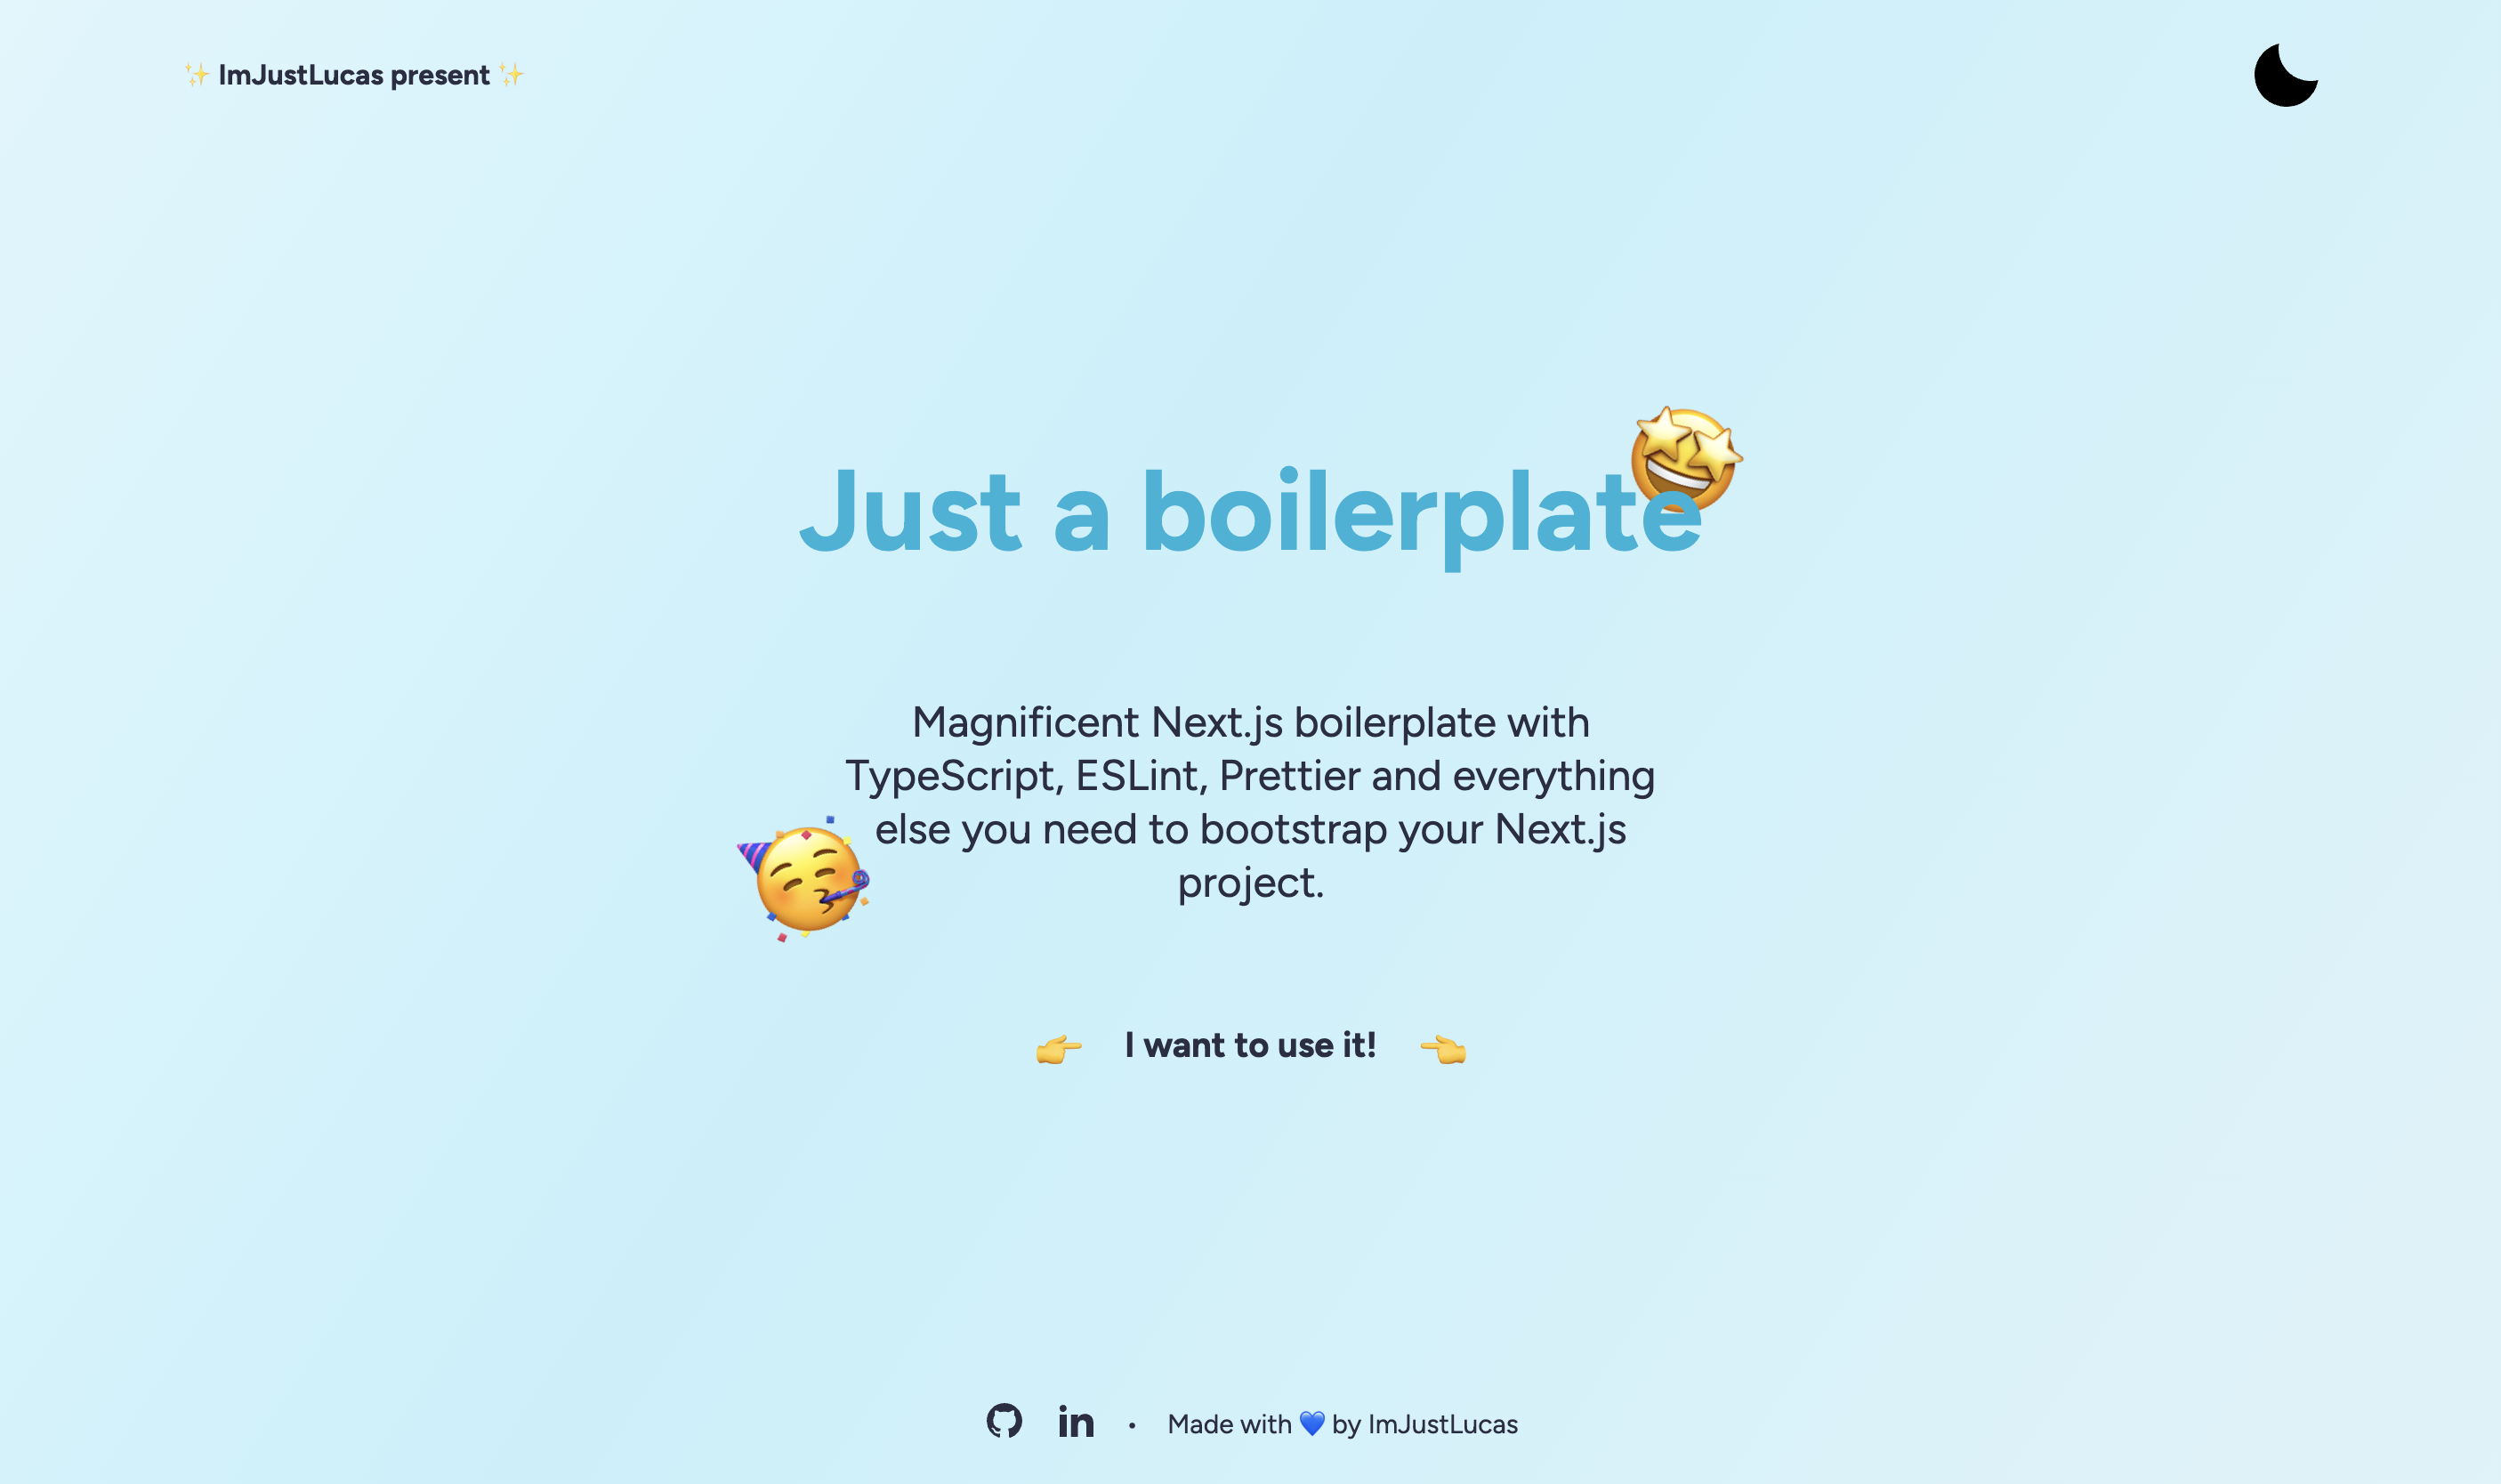 ✨ ImJustLucas present ✨
Just a boilerplate
Magnificent Next.js boilerplate with
TypeScript, ESLint, Prettier and everything
else you need to bootstrap your Next.js
project.
👉 I want to use it! 👈
in • Made with 💙 by ImJustLucas